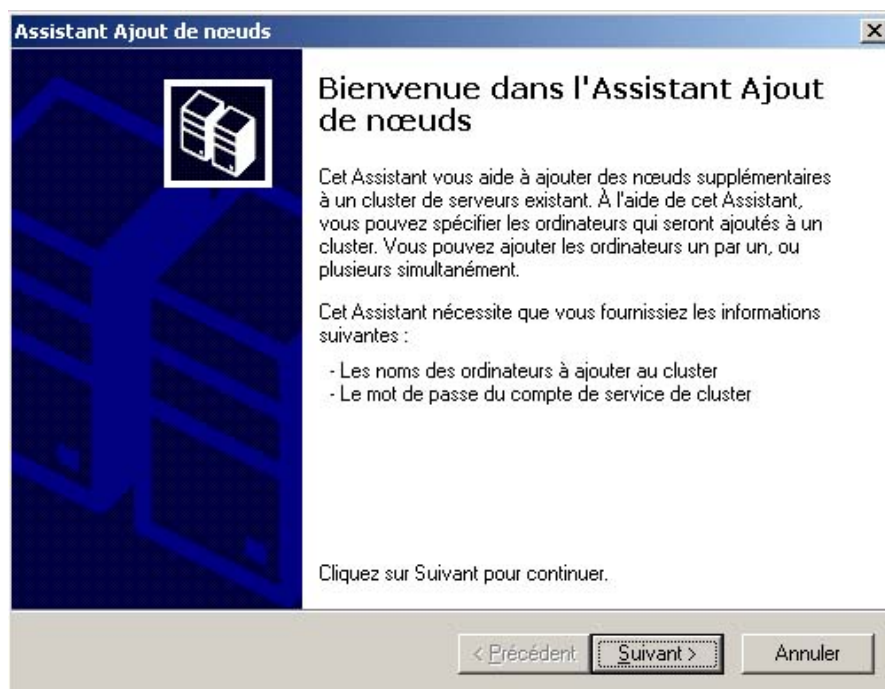 Assistant Ajout de nœuds
Bienvenue dans l'Assistant Ajout
de nœuds
Cet Assistant vous aide à ajouter des nœuds supplémentaires
à un cluster de serveurs existant. À l'aide de cet Assistant,
vous pouvez spécifier les ordinateurs qui seront ajoutés à un
cluster. Vous pouvez ajouter les ordinateurs un par un, ou
plusieurs simultanément.
Cet Assistant nécessite que vous fournissiez les informations
suivantes :
- Les noms des ordinateurs à ajouter au cluster
- Le mot de passe du compte de service de cluster
Cliquez sur Suivant pour continuer.
< Précédent Suivant > Annuler